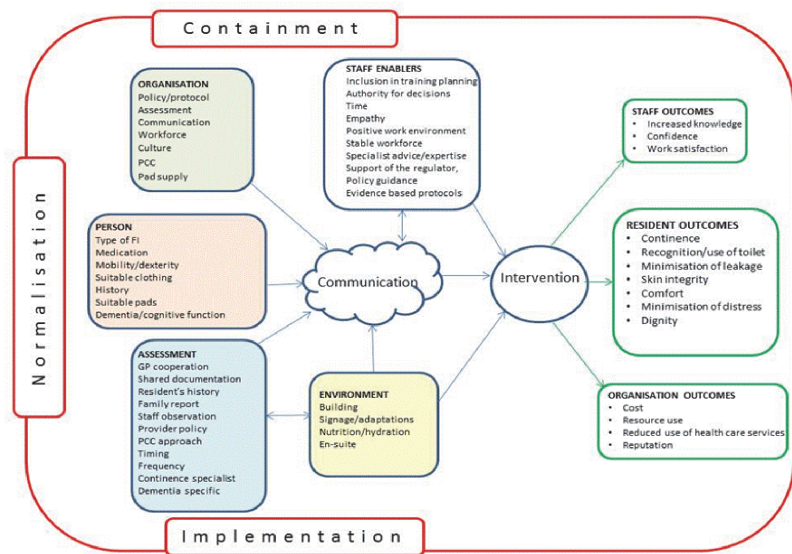 Containment
Normalisation
ORGANISATION
Policy/protocol
Assessment
Communication
Workforce
Culture
PCC
Pad supply
STAFF ENABLERS
Inclusion in training planning
Authority for decisions
Time
Empathy
Positive work environment
Stable workforce
Specialist advice/expertise
Support of the regulator,
Policy guidance
Evidence based protocols
STAFF OUTCOMES
• Increased knowledge
• Confidence
• Work satisfaction
PERSON
Type of FI
Medication
Mobility/dexterity
Suitable clothing
History
Suitable pads
Dementia/cognitive function
Communication
Intervention
RESIDENT OUTCOMES
• Continence
• Recognition/use of toilet
• Minimisation of leakage
• Skin integrity
• Comfort
• Minimisation of distress
• Dignity
ASSESSMENT
GP cooperation
Shared documentation
Resident's history
Family report
Staff observation
Provider policy
PCC approach
Timing
Frequency
Continence specialist
Dementia specific
ENVIRONMENT
Building
Signage/adaptations
Nutrition/hydration
En-suite
ORGANISATION OUTCOMES
• Cost
• Resource use
• Reduced use of health care services
• Reputation
Implementation